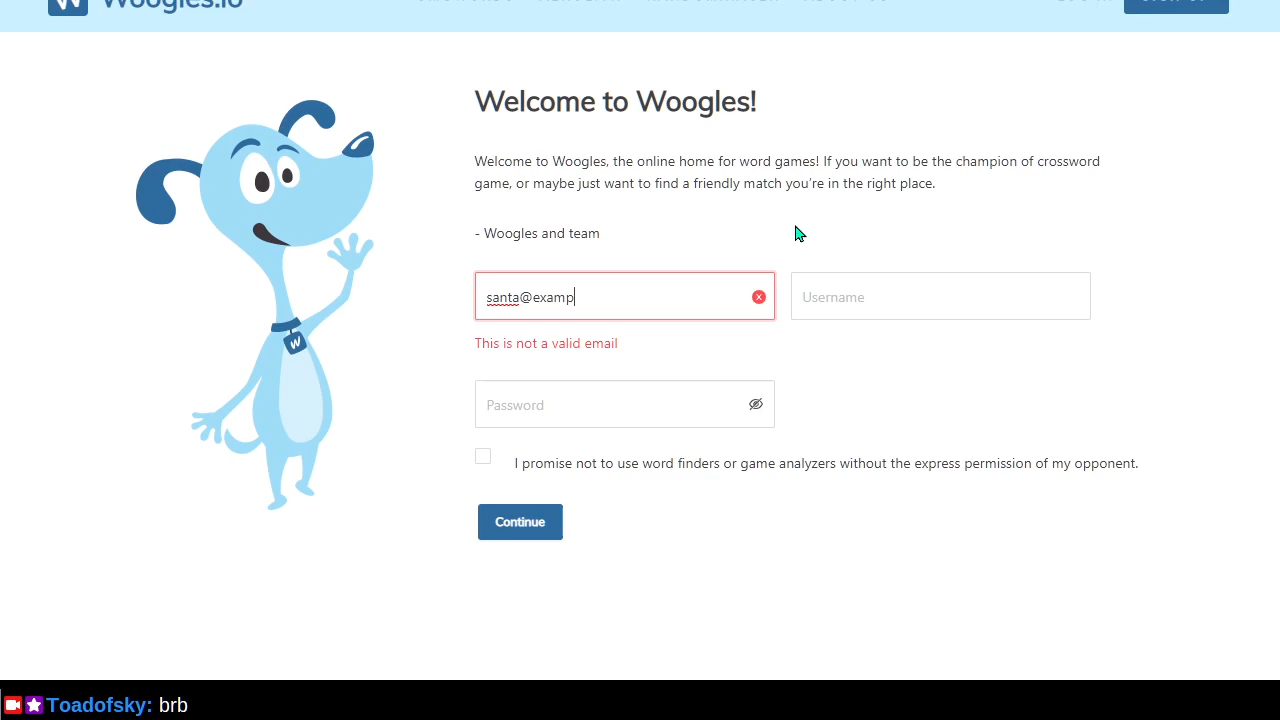 Woogles.io
Welcome to Woogles!
Welcome to Woogles, the online home for word games! If you want to be the champion of crossword
game, or maybe just want to find a friendly match you're in the right place.
- Woogles and team
santa@examp
Username
This is not a valid email
Password
I promise not to use word finders or game analyzers without the express permission of my opponent.
Continue
W
Toadofsky: brb